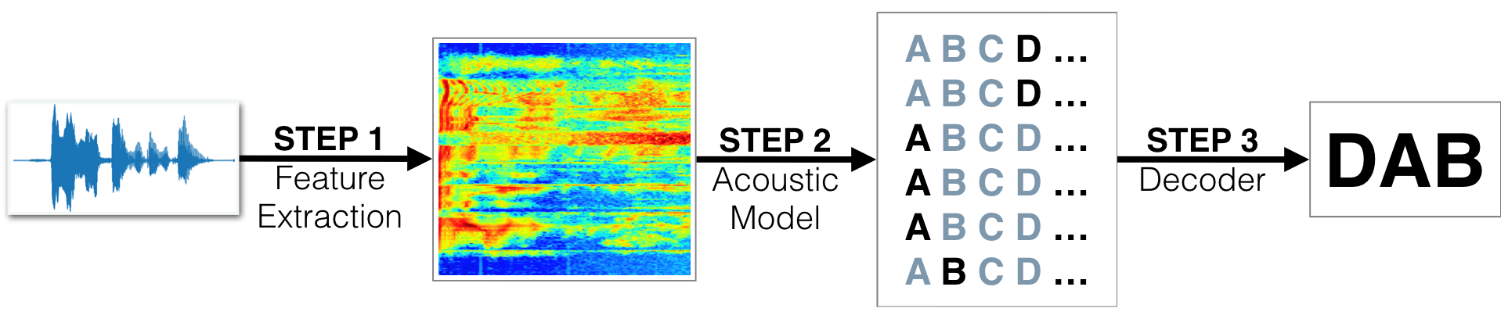 STEP 1
Feature
Extraction
STEP 2
Acoustic
Model
A B C D ...
A B C D ...
A B C D ...
A B C D ...
A B C D ...
A B C D ...
STEP 3
Decoder
DAB